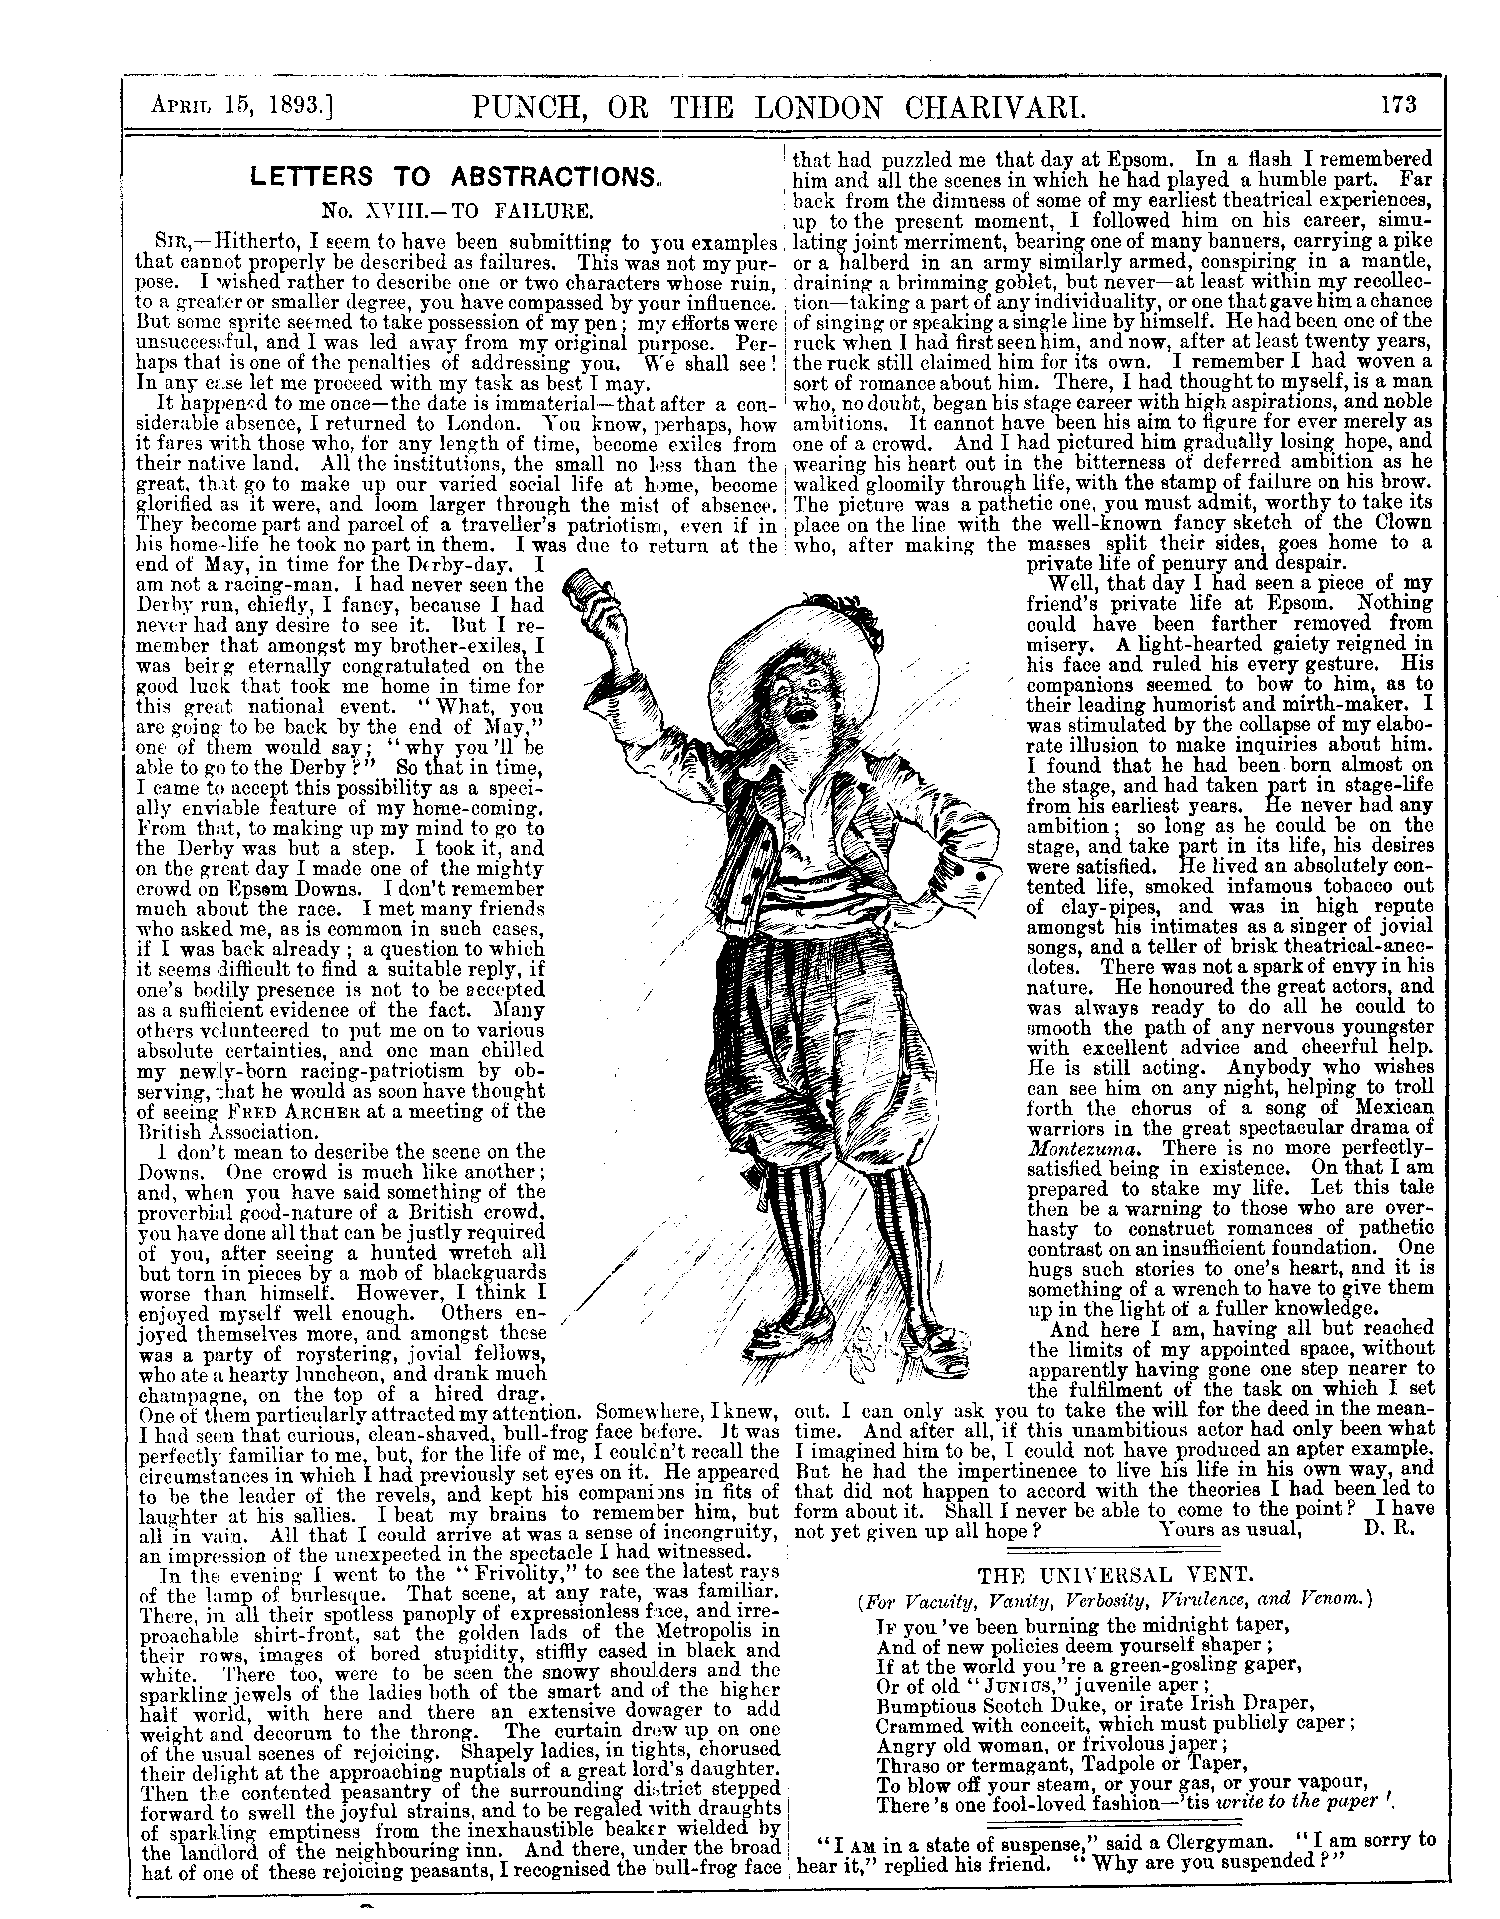 APRIL 15, 1893.] PUNCH, OR THE LONDON CHARIVARI. 173
LETTERS TO ABSTRACTIONS.
No. XVIII.—TO FAILURE.
SIR,—Hitherto, I seem to have been submitting to you examples
that cannot properly be described as failures. This was not my pur-
pose. I wished rather to describe one or two characters whose ruin,
to a greater or smaller degree, you have compassed by your influence.
But some sprite seemed to take possession of my pen; my efforts were
unsuccessful, and I was led away from my original purpose. Per-
haps that is one of the penalties of addressing you. We shall see!
In any case let me proceed with my task as best I may.
It happened to me once—the date is immaterial—that after a con-
siderable absence, I returned to London. You know, perhaps, how
it fares with those who, for any length of time, become exiles from
their native land. All the institutions, the small no less than the
great, that go to make up our varied social life at home, become
glorified as it were, and loom larger through the mist of absence.
They become part and parcel of a traveller's patriotism, even if in
his home-life he took no part in them. I was due to return at the
end of May, in time for the Derby-day. I
am not a racing-man. I had never seen the
Derby run, chiefly, I fancy, because I had
never had any desire to see it. But I re-
member that amongst my brother-exiles, I
was being eternally congratulated on the
good luck that took me home in time for
this great national event. "What, you
are going to be back by the end of May,"
one of them would say; "why you'll be
able to go to the Derby?" So that in time,
I came to accept this possibility as a speci-
ally enviable feature of my home-coming.
From that, to making up my mind to go to
the Derby was but a step. I took it, and
on the great day I made one of the mighty
crowd on Epsom Downs. I don't remember
much about the race. I met many friends
who asked me, as is common in such cases,
if I was back already; a question to which
it seems difficult to find a suitable reply, if
one's bodily presence is not to be accepted
as a sufficient evidence of the fact. Many
others volunteered to put me on to various
absolute certainties, and one man chilled
my newly-born racing-patriotism by ob-
serving, that he would as soon have thought
of seeing FRED ARCHER at a meeting of the
British Association.
I don't mean to describe the scene on the
Downs. One crowd is much like another;
and, when you have said something of the
proverbial good-nature of a British crowd,
you have done all that can be justly required
of you, after seeing a hunted wretch all
but torn in pieces by a mob of blackguards
worse than himself. However, I think I
enjoyed myself well enough. Others en-
joyed themselves more, and amongst these
was a party of roystering, jovial fellows,
who ate a hearty luncheon, and drank much
champagne, on the top of a hired drag.
One of them particularly attracted my attention. Somewhere, I knew,
I had seen that curious, clean-shaved, bull-frog face before. It was
perfectly familiar to me, but, for the life of me, I couldn't recall the
circumstances in which I had previously set eyes on it. He appeared
to be the leader of the revels, and kept his companions in fits of
laughter at his sallies. I beat my brains to remember him, but
all in vain. All that I could arrive at was a sense of incongruity,
an impression of the unexpected in the spectacle I had witnessed.
In the evening I went to the "Frivolity," to see the latest rays
of the lamp of burlesque. That scene, at any rate, was familiar.
There, in all their spotless panoply of expressionless face, and irre-
proachable shirt-front, sat the golden lads of the Metropolis in
their rows, images of bored stupidity, stiffly cased in black and
white. There too, were to be seen the snowy shoulders and the
sparkling jewels of the ladies both of the smart and of the higher
half world, with here and there an extensive dowager to add
weight and decorum to the throng. The curtain drew up on one
of the usual scenes of rejoicing. Shapely ladies, in tights, chorused
their delight at the approaching nuptials of a great lord's daughter.
Then the contented peasantry of the surrounding district stepped
forward to swell the joyful strains, and to be regaled with draughts
of sparkling emptiness from the inexhaustible beaker wielded by
the landlord of the neighbouring inn. And there, under the broad
hat of one of these rejoicing peasants, I recognised the bull-frog face
that had puzzled me that day at Epsom. In a flash I remembered
him and all the scenes in which he had played a humble part. Far
back from the dimness of some of my earliest theatrical experiences,
up to the present moment, I followed him on his career, simu-
lating joint merriment, bearing one of many banners, carrying a pike
or a halberd in an army similarly armed, conspiring in a mantle,
draining a brimming goblet, but never—at least within my recollec-
tion—taking a part of any individuality, or one that gave him a chance
of singing or speaking a single line by himself. He had been one of the
ruck when I had first seen him, and now, after at least twenty years,
the ruck still claimed him for its own. I remember I had woven a
sort of romance about him. There, I had thought to myself, is a man
who, no doubt, began his stage career with high aspirations, and noble
ambitions. It cannot have been his aim to figure for ever merely as
one of a crowd. And I had pictured him gradually losing hope, and
wearing his heart out in the bitterness of deferred ambition as he
walked gloomily through life, with the stamp of failure on his brow.
The picture was a pathetic one, you must admit, worthy to take its
place on the line with the well-known fancy sketch of the Clown
who, after making the masses split their sides, goes home to a
private life of penury and despair.
Well, that day I had seen a piece of my
friend's private life at Epsom. Nothing
could have been farther removed from
misery. A light-hearted gaiety reigned in
his face and ruled his every gesture. His
companions seemed to bow to him, as to
their leading humorist and mirth-maker. I
was stimulated by the collapse of my elabo-
rate illusion to make inquiries about him.
I found that he had been born almost on
the stage, and had taken part in stage-life
from his earliest years. He never had any
ambition; so long as he could be on the
stage, and take part in its life, his desires
were satisfied. He lived an absolutely con-
tented life, smoked infamous tobacco out
of clay-pipes, and was in high repute
amongst his intimates as a singer of jovial
songs, and a teller of brisk theatrical-anec-
dotes. There was not a spark of envy in his
nature. He honoured the great actors, and
was always ready to do all he could to
smooth the path of any nervous youngster
with excellent advice and cheerful help.
He is still acting. Anybody who wishes
can see him on any night, helping to troll
forth the chorus of a song of Mexican
warriors in the great spectacular drama of
Montezuma. There is no more perfectly-
satisfied being in existence. On that I am
prepared to stake my life. Let this tale
then be a warning to those who are over-
hasty to construct romances of pathetic
contrast on an insufficient foundation. One
hugs such stories to one's heart, and it is
something of a wrench to have to give them
up in the light of a fuller knowledge.
And here I am, having all but reached
the limits of my appointed space, without
apparently having gone one step nearer to
the fulfilment of the task on which I set
out. I can only ask you to take the will for the deed in the mean-
time. And after all, if this unambitious actor had only been what
I imagined him to be, I could not have produced an apter example.
But he had the impertinence to live his life in his own way, and
that did not happen to accord with the theories I had been led to
form about it. Shall I never be able to come to the point? I have
not yet given up all hope? Yours as usual, D. R.
THE UNIVERSAL VENT.
(For Vacuity, Vanity, Verbosity, Virulence, and Venom.)
IF you've been burning the midnight taper,
And of new policies deem yourself shaper;
If at the world you're a green-gosling gaper,
Or of old "JUNIUS," juvenile aper;
Bumptious Scotch Duke, or irate Irish Draper,
Crammed with conceit, which must publicly caper;
Angry old woman, or frivolous japer;
Thraso or termagant, Tadpole or Taper,
To blow off your steam, or your gas, or your vapour,
There's one fool-loved fashion—'tis write to the paper!
"I AM in a state of suspense," said a Clergyman. "I am sorry to
hear it," replied his friend. "Why are you suspended?"